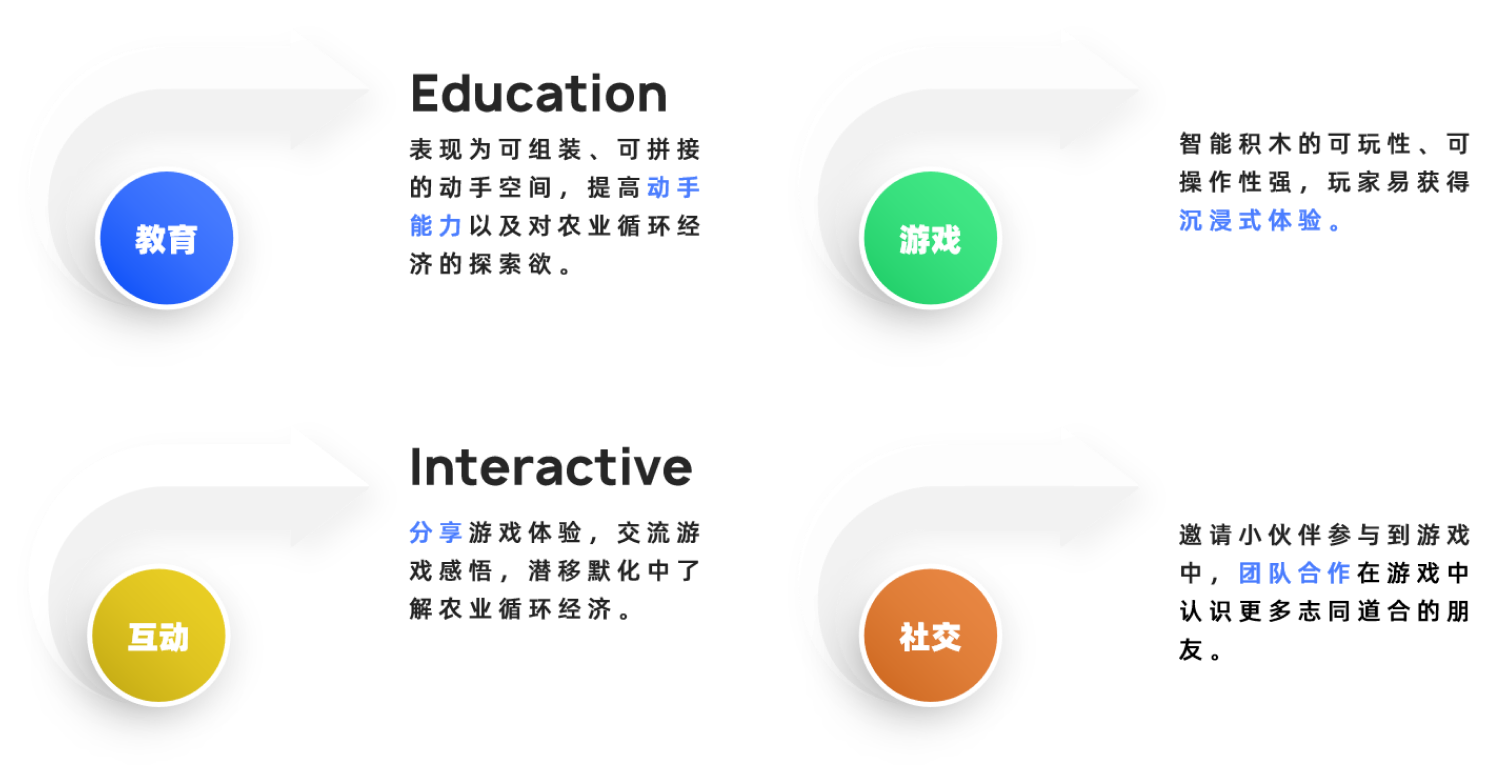 Education
表现为可组装、可拼接
的动手空间，提高动手
能力以及对农业循环经
济的探索欲。
教育
智能积木的可玩性、可
操作性强，玩家易获得
沉浸式体验。
游戏
Interactive
分享游戏体验，交流游
戏感悟，潜移默化中了
解农业循环经济。
互动
邀请小伙伴参与到游戏
中，团队合作在游戏中
认识更多志同道合的朋
友。
社交